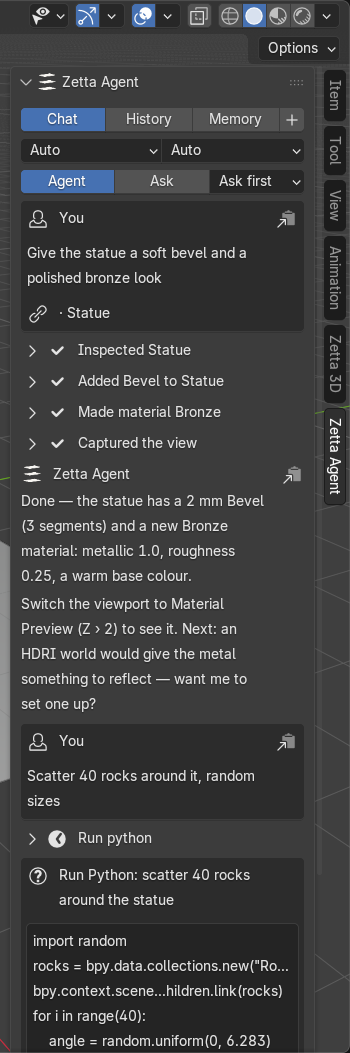 Options
Zetta Agent
Chat
History
Memory
+
Auto
Auto
Agent
Ask
Ask first
You
Give the statue a soft bevel and a
polished bronze look
· Statue
Inspected Statue
Added Bevel to Statue
Made material Bronze
Captured the view
Zetta Agent
Done — the statue has a 2 mm Bevel
(3 segments) and a new Bronze
material: metallic 1.0, roughness
0.25, a warm base colour.
Switch the viewport to Material
Preview (Z › 2) to see it. Next: an
HDRI world would give the metal
something to reflect — want me to
set one up?
You
Scatter 40 rocks around it, random
sizes
Run python
Run Python: scatter 40 rocks
around the statue
import random
rocks = bpy.data.collections.new("Ro...
bpy.context.scene...hildren.link(rocks)
for i in range(40):
angle = random.uniform(0, 6.283)
Item
Tool
View
Animation
Zetta 3D
Zetta Agent